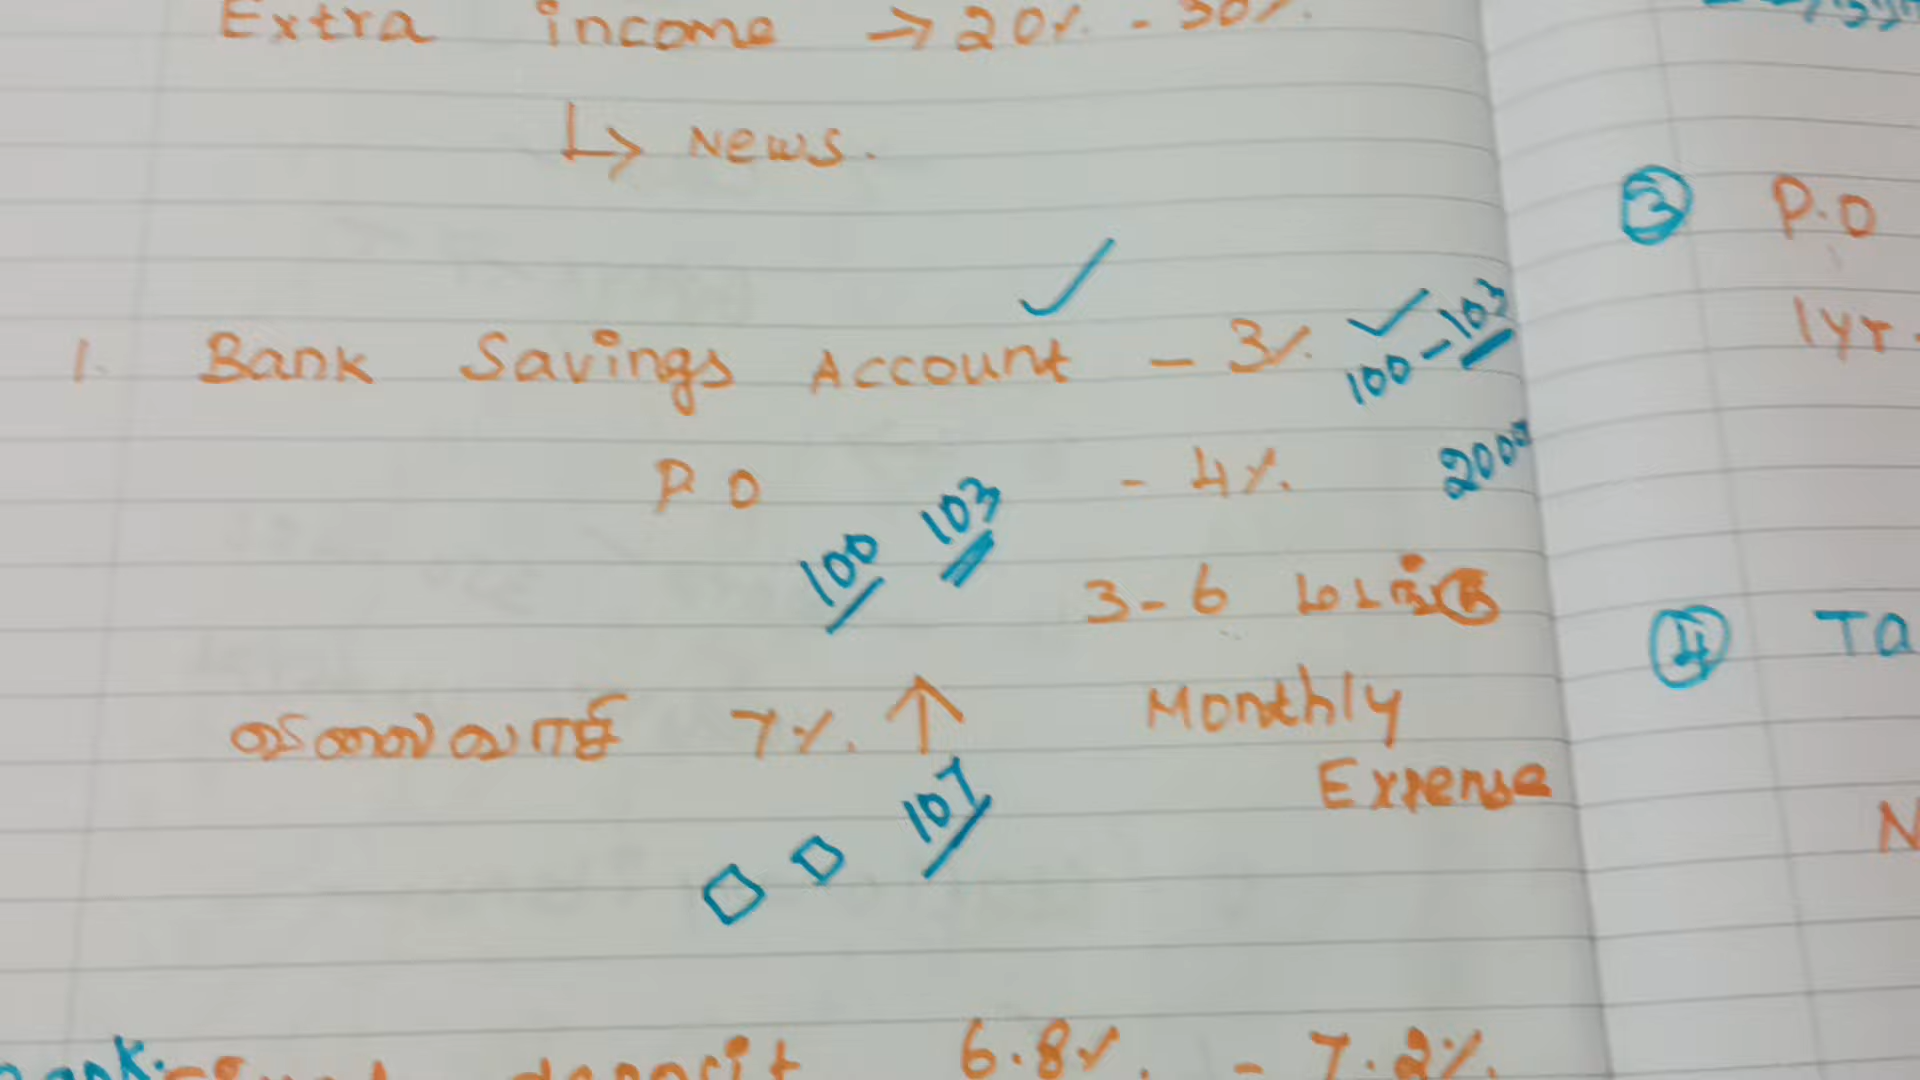 Extra income → 20% - 30%.
↳ News.
1. Bank Savings Account - 3% ✓ 100 - 103
P O - 4%. 2000
100 103
3 - 6 மடங்கு
விலைவாசி 7%. ↑ Monthly
Expense
107
deposit 6.8%. - 7.2%.
③ P.O
1yr.
④ Ta
N